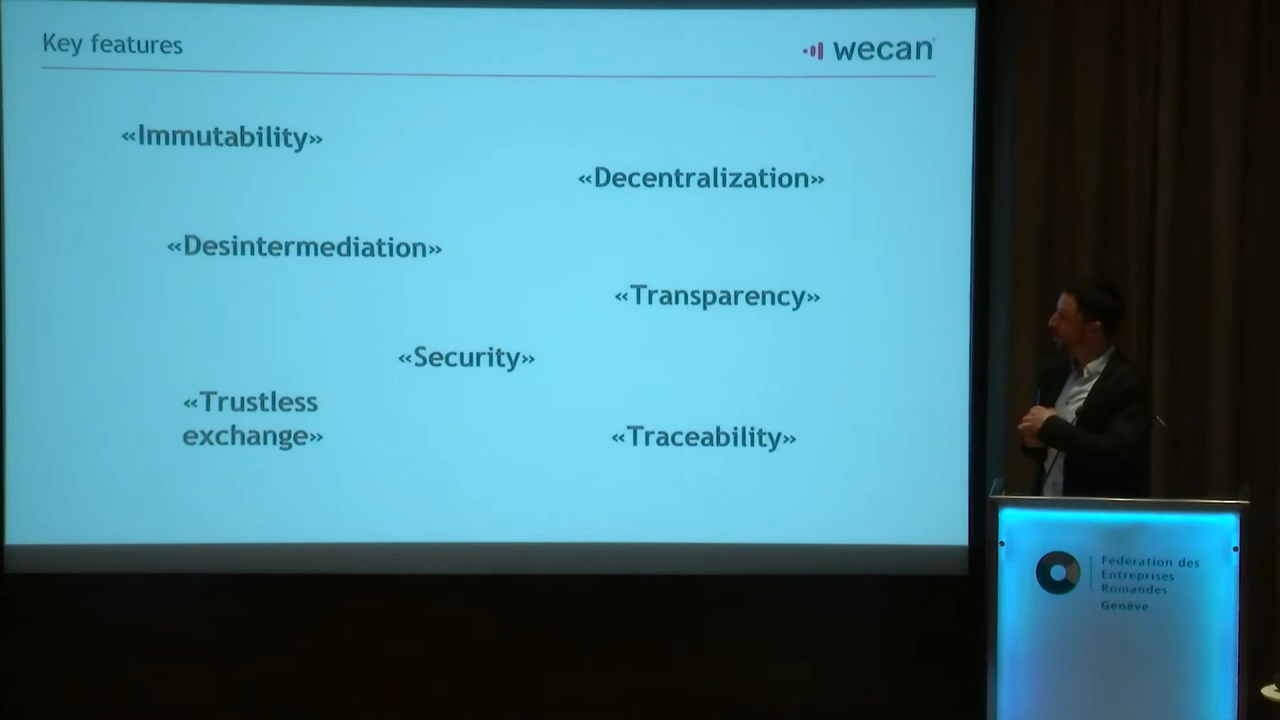 Key features
wecan
«Immutability»
«Decentralization»
«Desintermediation»
«Transparency»
«Security»
«Trustless
exchange»
«Traceability»
Fédération des
Entreprises
Romandes
Genève